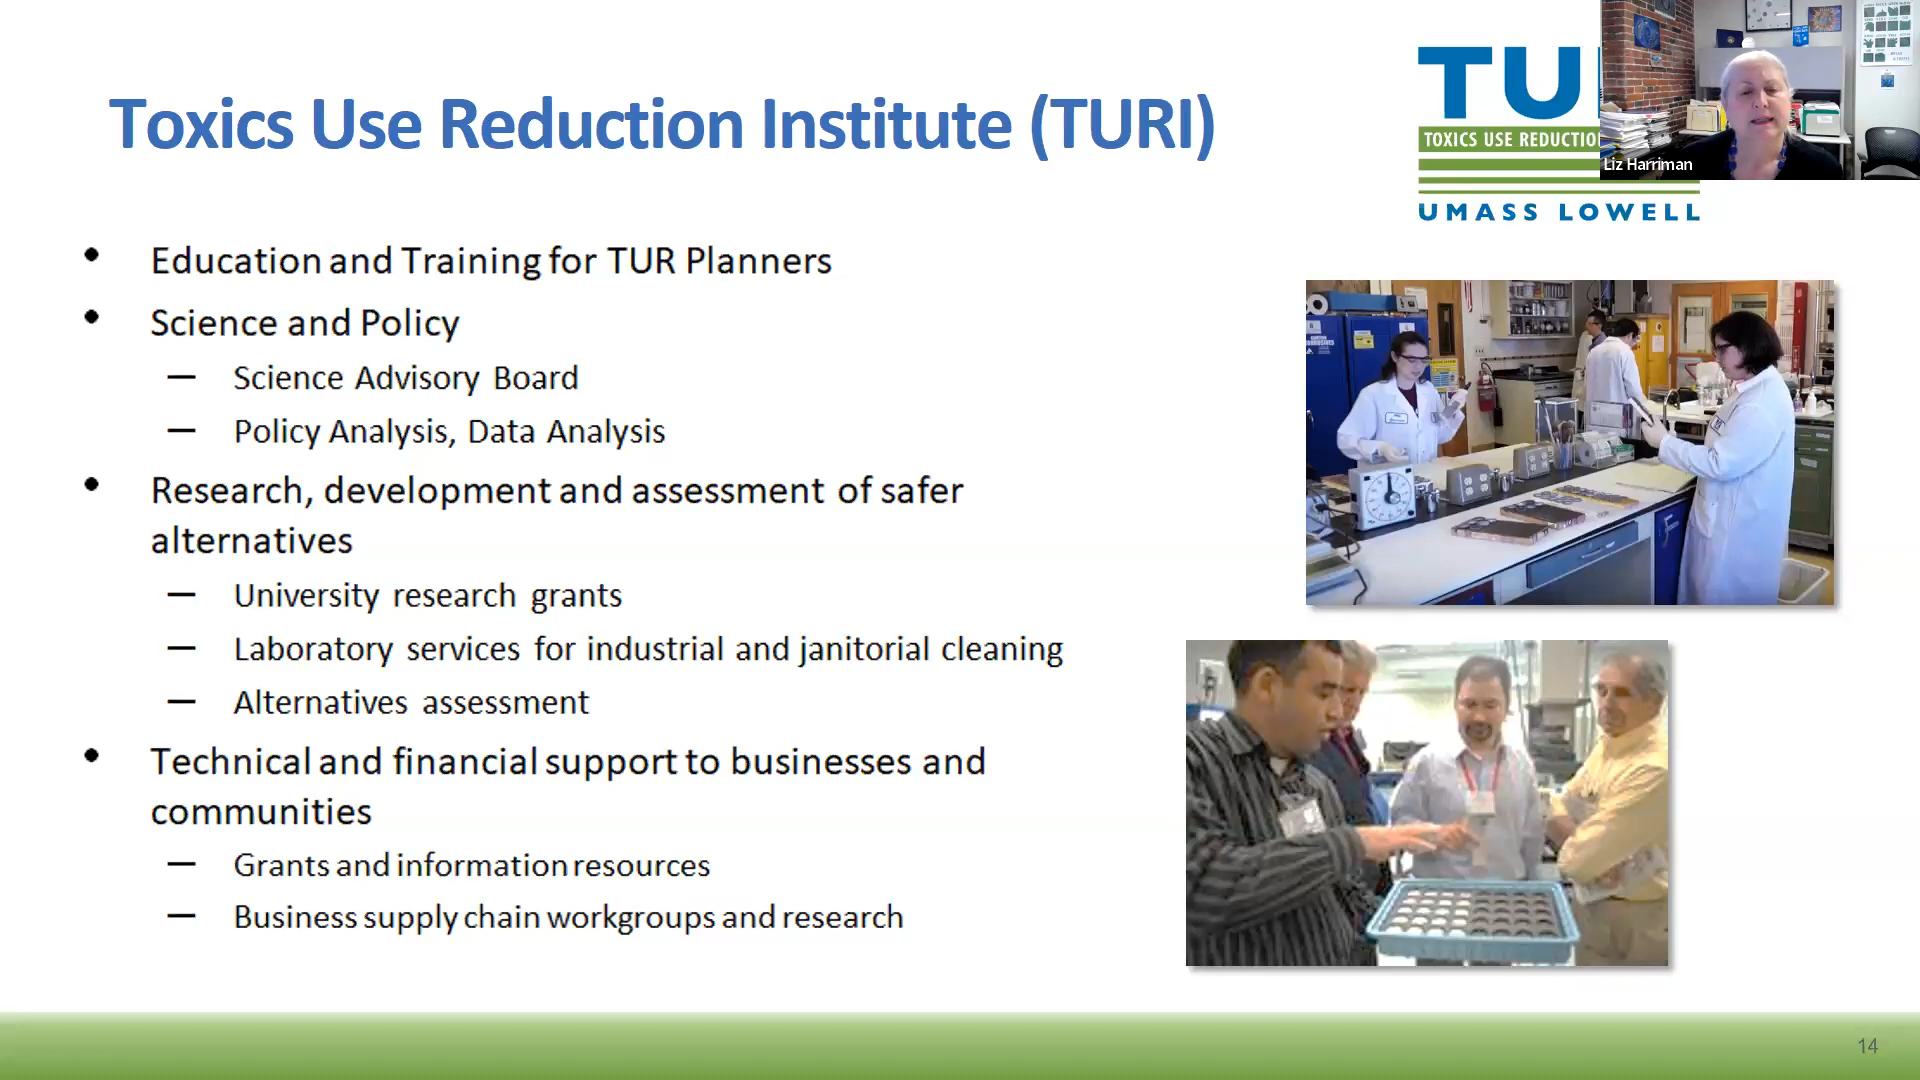 Toxics Use Reduction Institute (TURI)
TU
TOXICS USE REDUCTIO
UMASS LOWELL
Liz Harriman
• Education and Training for TUR Planners
• Science and Policy
— Science Advisory Board
— Policy Analysis, Data Analysis
• Research, development and assessment of safer
alternatives
— University research grants
— Laboratory services for industrial and janitorial cleaning
— Alternatives assessment
• Technical and financial support to businesses and
communities
— Grants and information resources
— Business supply chain workgroups and research
14